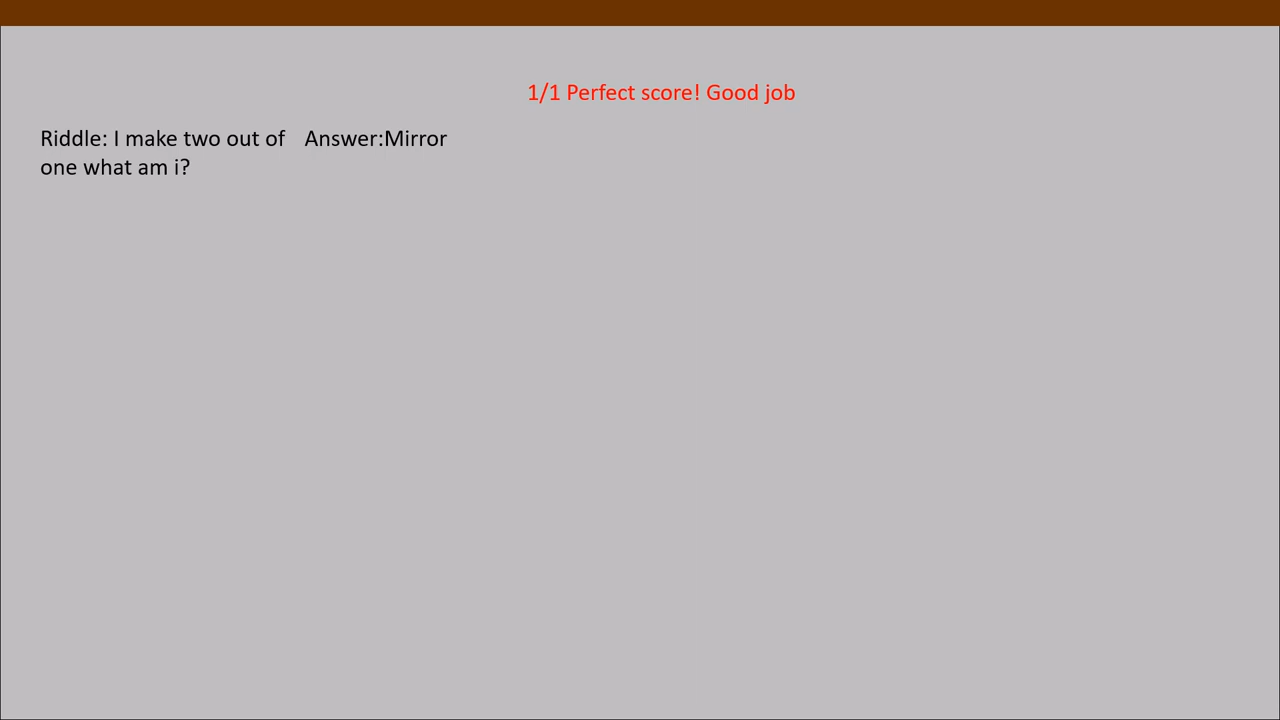 1/1 Perfect score! Good job
Riddle: I make two out of
one what am i?
Answer:Mirror